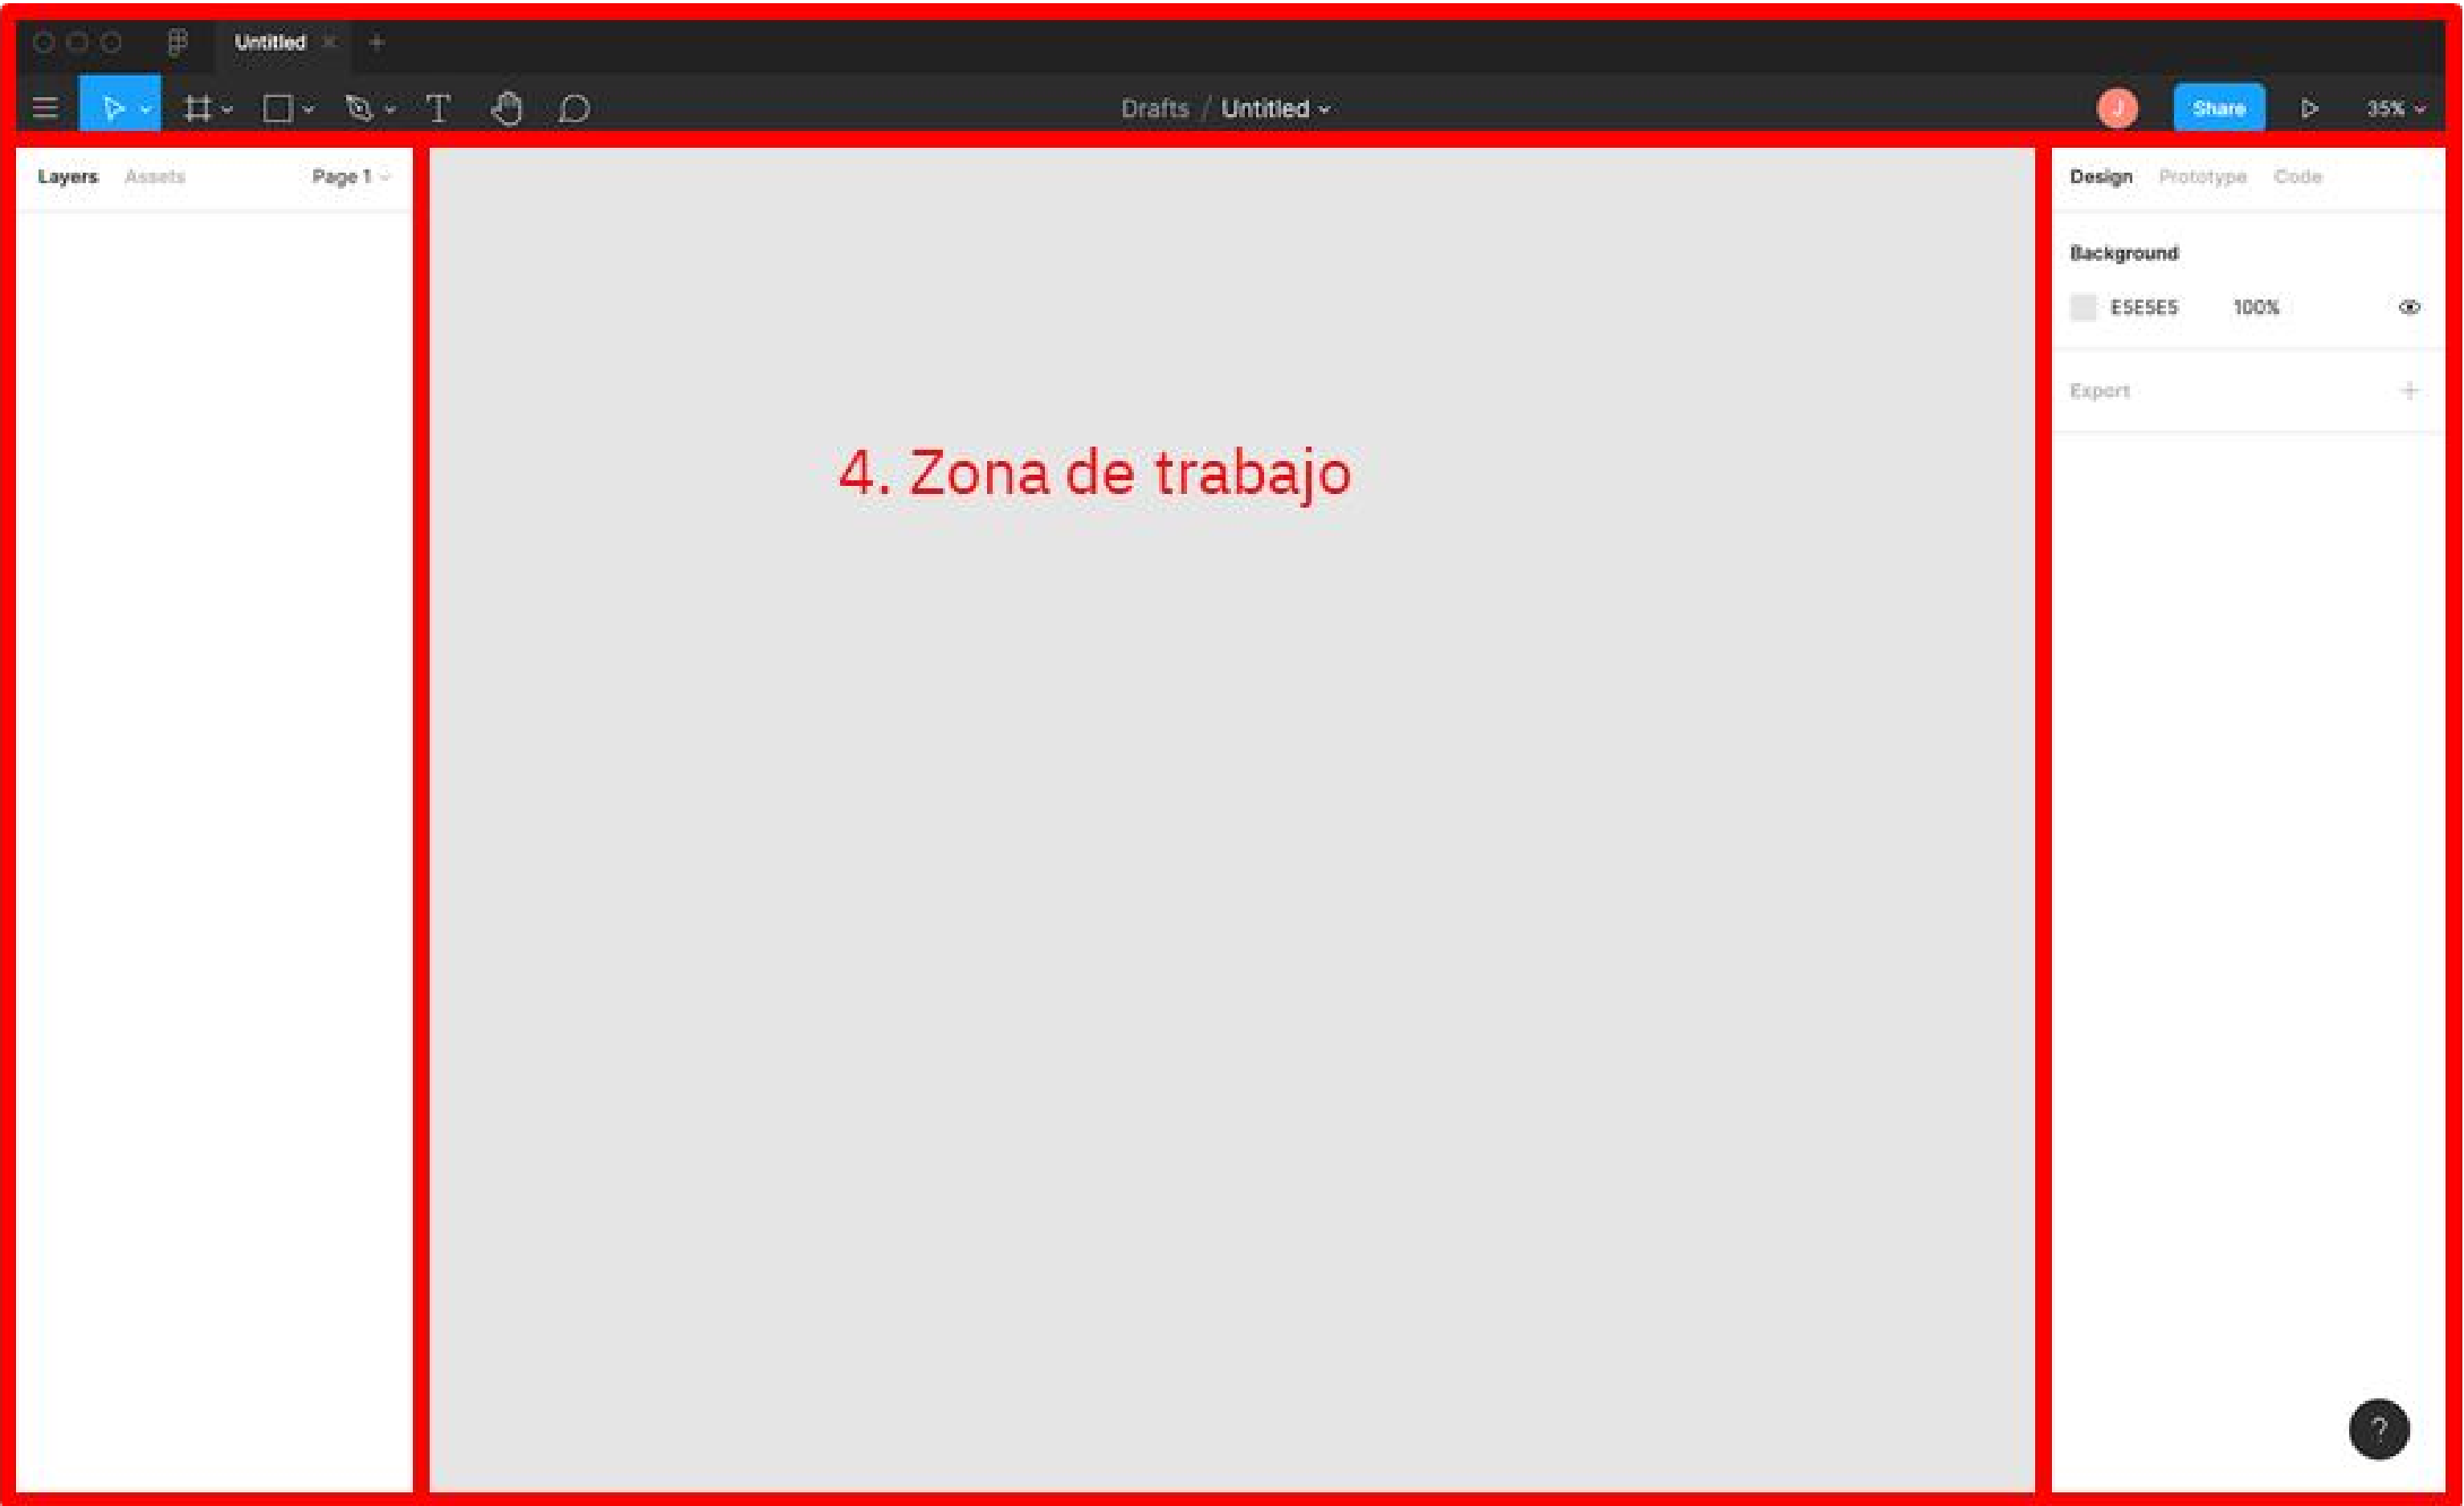 Untitled
Drafts / Untitled
J
Share
35%
Layers Assets Page 1
Design Prototype Code
Background
E5E5E5 100%
Export
4. Zona de trabajo
?